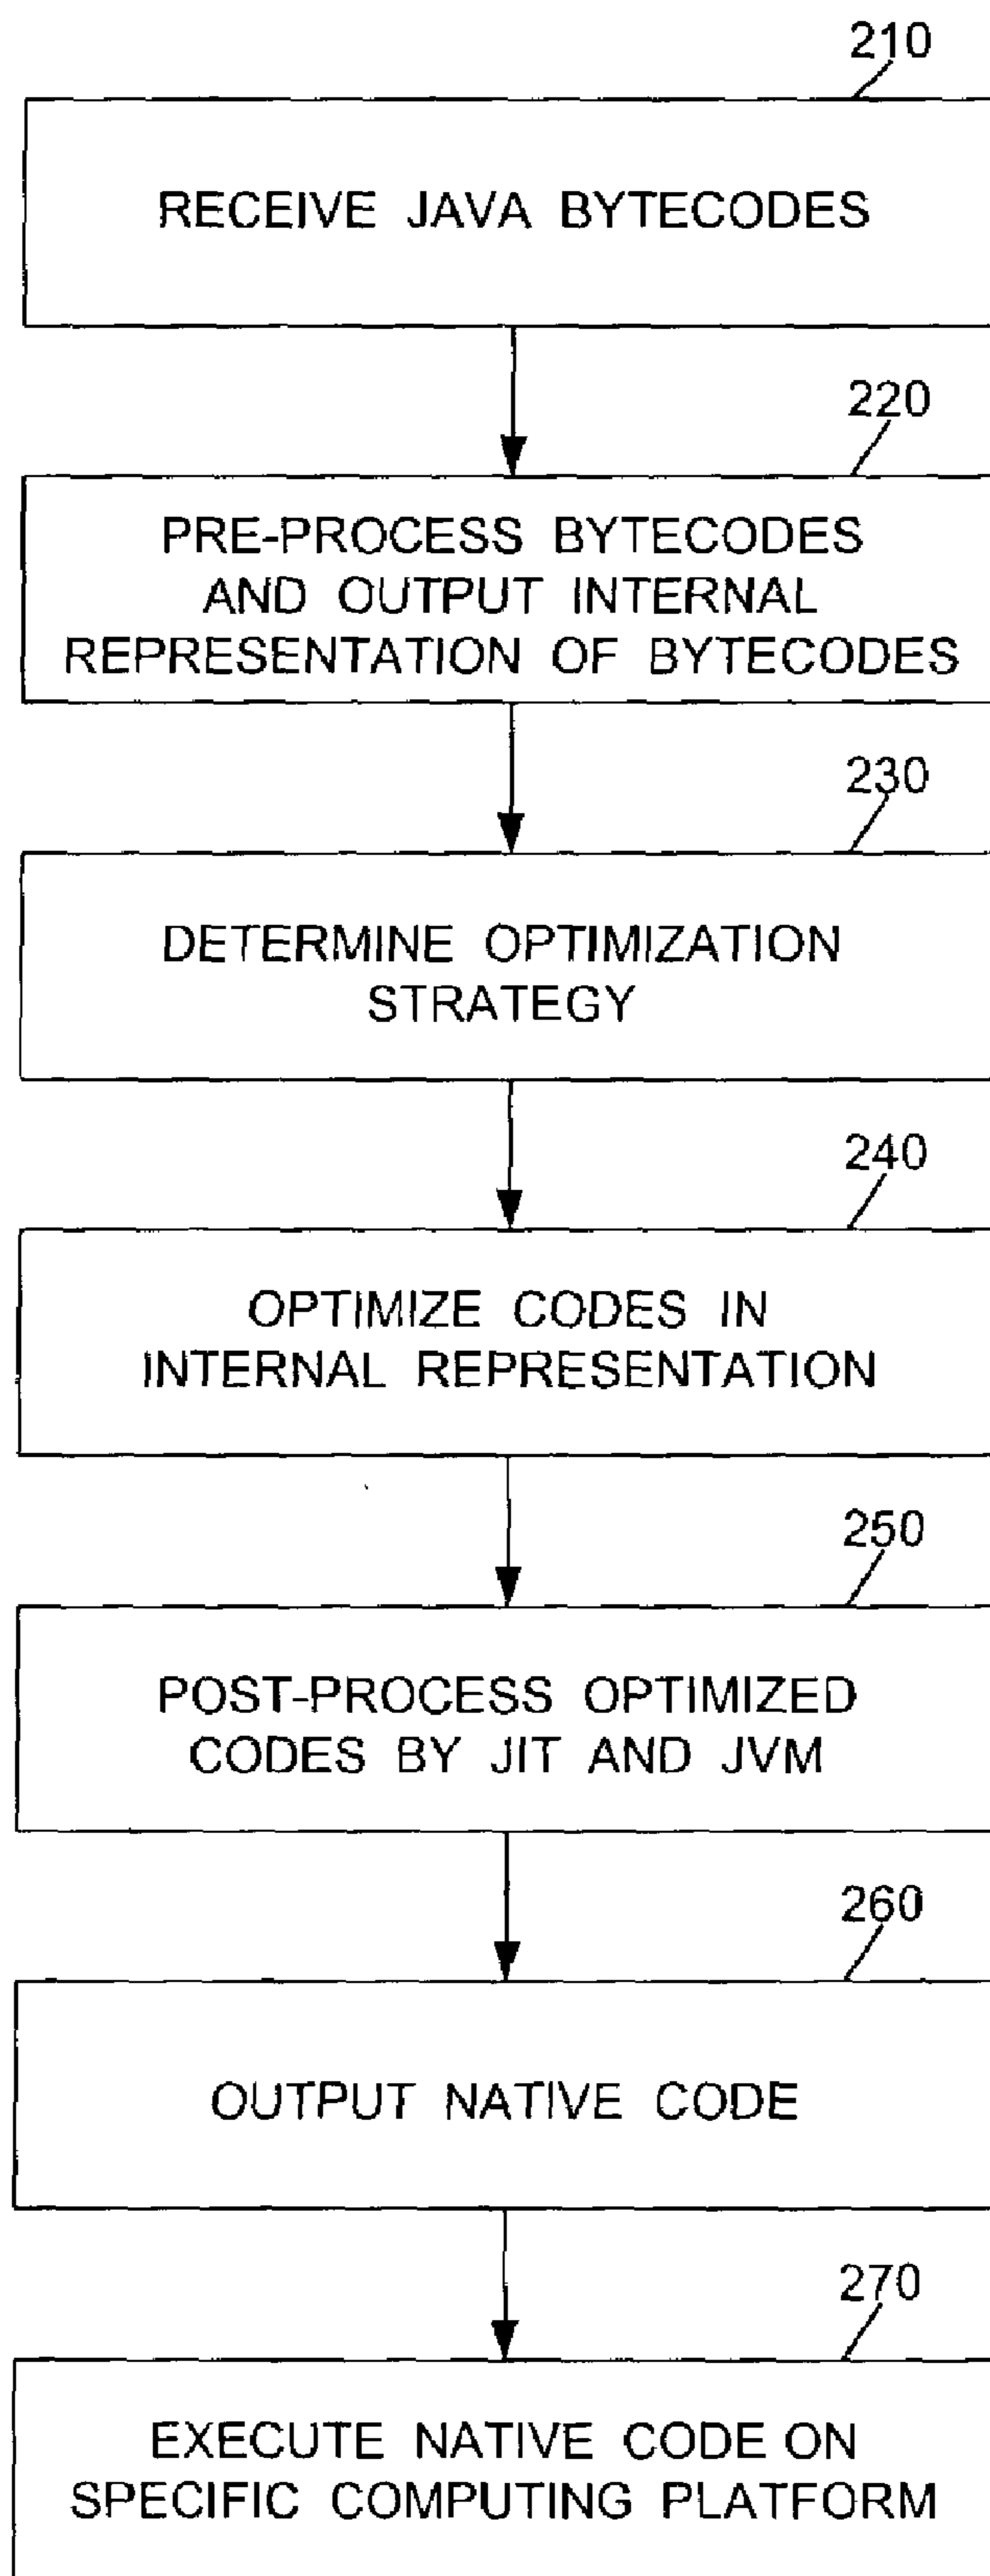 210
RECEIVE JAVA BYTECODES
220
PRE-PROCESS BYTECODES
AND OUTPUT INTERNAL
REPRESENTATION OF BYTECODES
230
DETERMINE OPTIMIZATION
STRATEGY
240
OPTIMIZE CODES IN
INTERNAL REPRESENTATION
250
POST-PROCESS OPTIMIZED
CODES BY JIT AND JVM
260
OUTPUT NATIVE CODE
270
EXECUTE NATIVE CODE ON
SPECIFIC COMPUTING PLATFORM